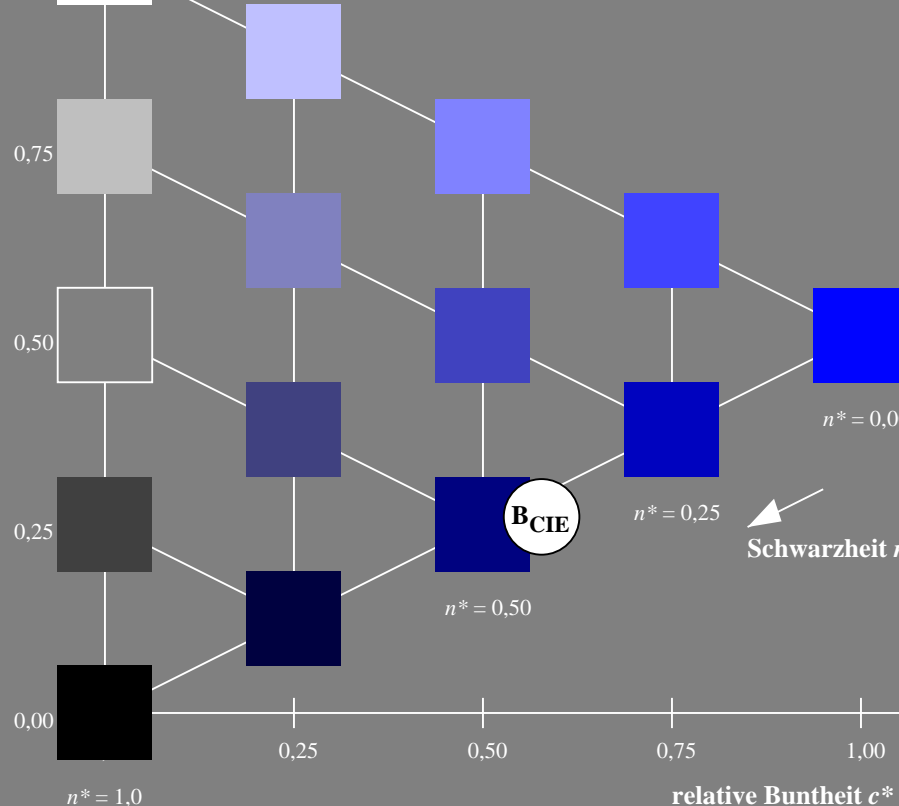 0,75
0,50
n* = 0,0
0,25
B_CIE
n* = 0,25
Schwarzheit n
n* = 0,50
0,00
0,25
0,50
0,75
1,00
n* = 1,0
relative Buntheit c*